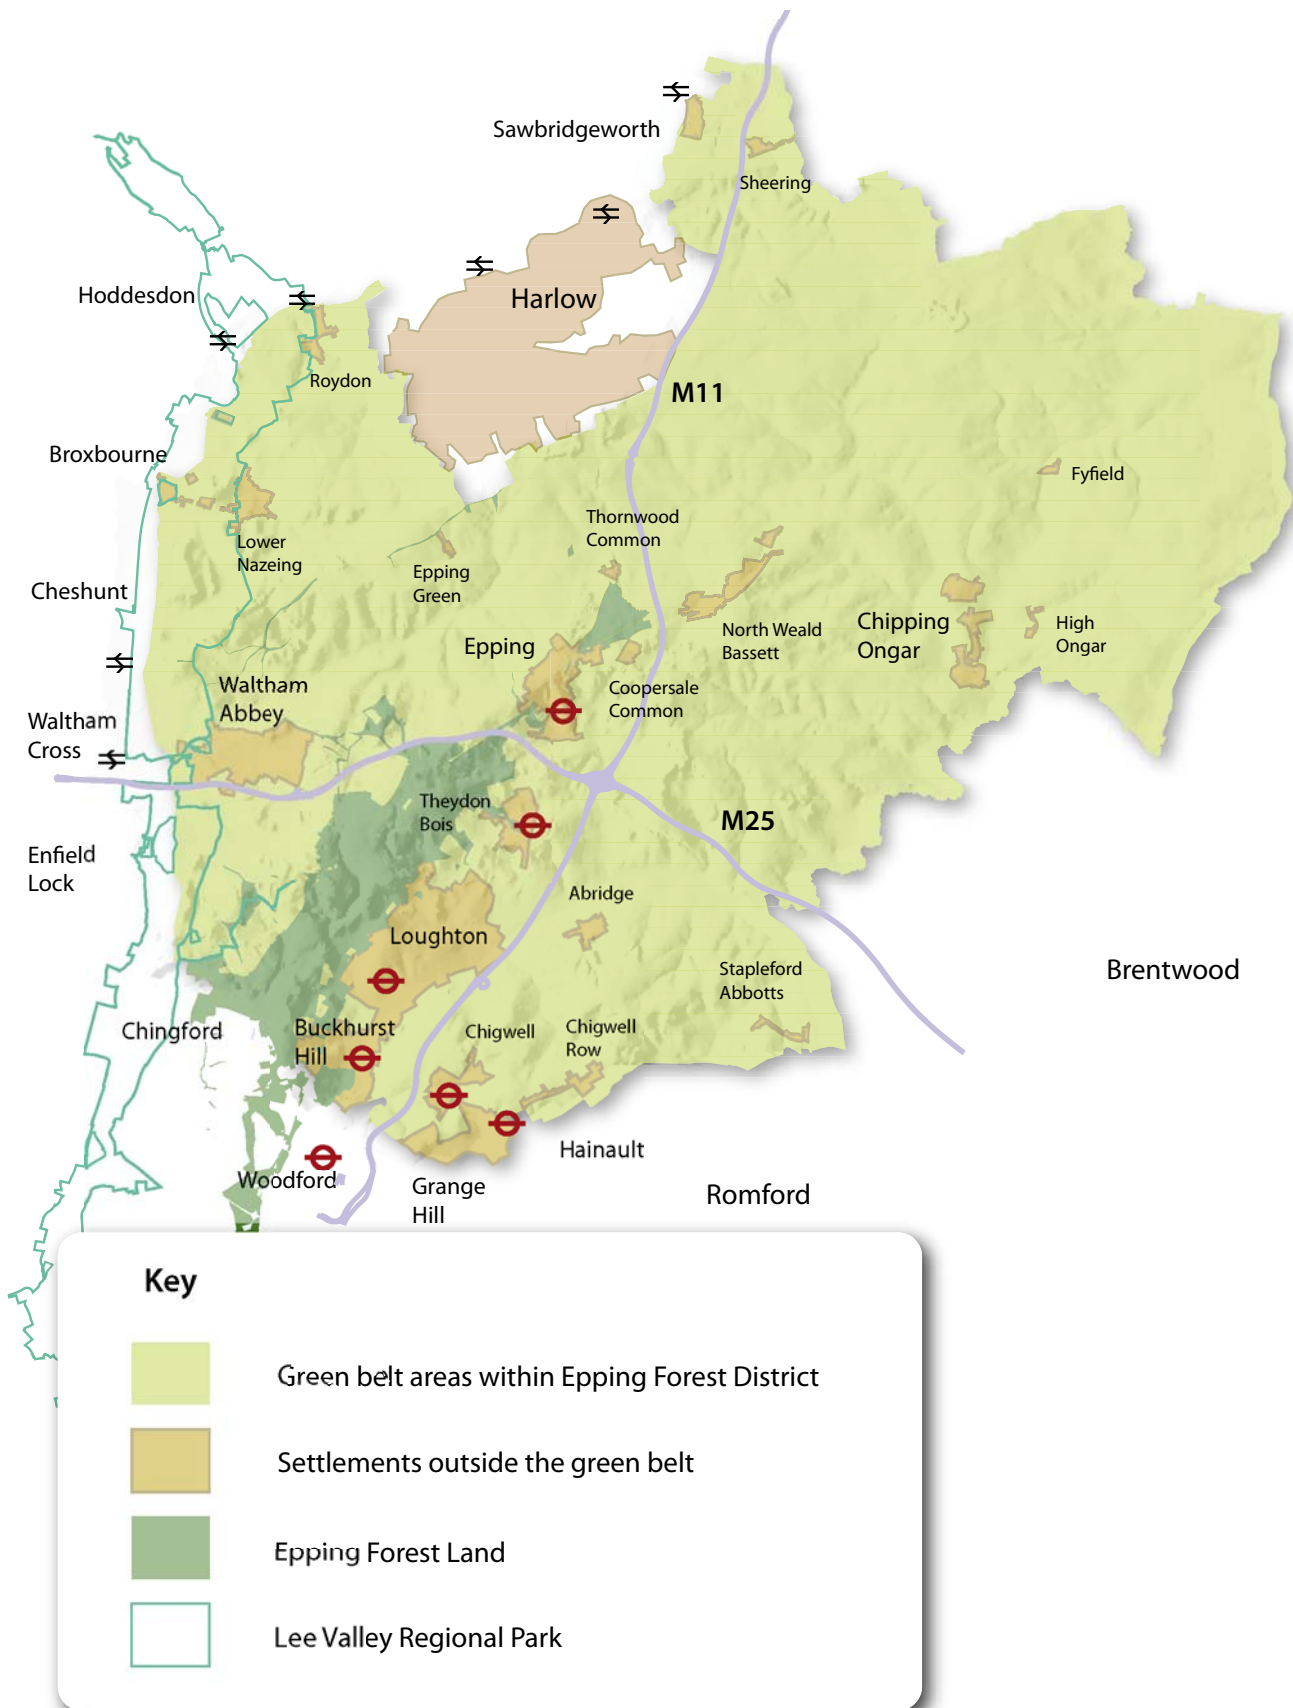 Sawbridgeworth
Sheering
Hoddesdon
Harlow
Roydon
M11
Broxbourne
Fyfield
Thornwood
Common
Lower
Nazeing
Epping
Green
Cheshunt
North Weald
Bassett
Chipping
Ongar
High
Ongar
Epping
Coopersale
Common
Waltham
Abbey
Waltham
Cross
Theydon
Bois
M25
Enfield
Lock
Abridge
Loughton
Stapleford
Abbotts
Brentwood
Chingford
Buckhurst
Hill
Chigwell
Chigwell
Row
Hainault
Woodford
Grange
Hill
Romford
Key
Green belt areas within Epping Forest District
Settlements outside the green belt
Epping Forest Land
Lee Valley Regional Park